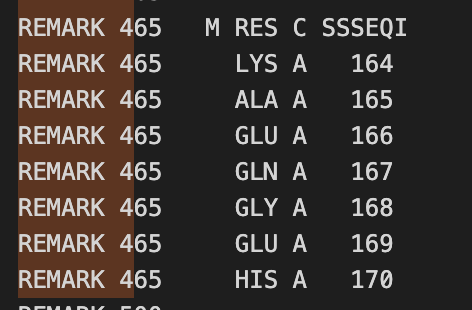 REMARK 465   M RES C SSSEQI
REMARK 465     LYS A   164
REMARK 465     ALA A   165
REMARK 465     GLU A   166
REMARK 465     GLN A   167
REMARK 465     GLY A   168
REMARK 465     GLU A   169
REMARK 465     HIS A   170